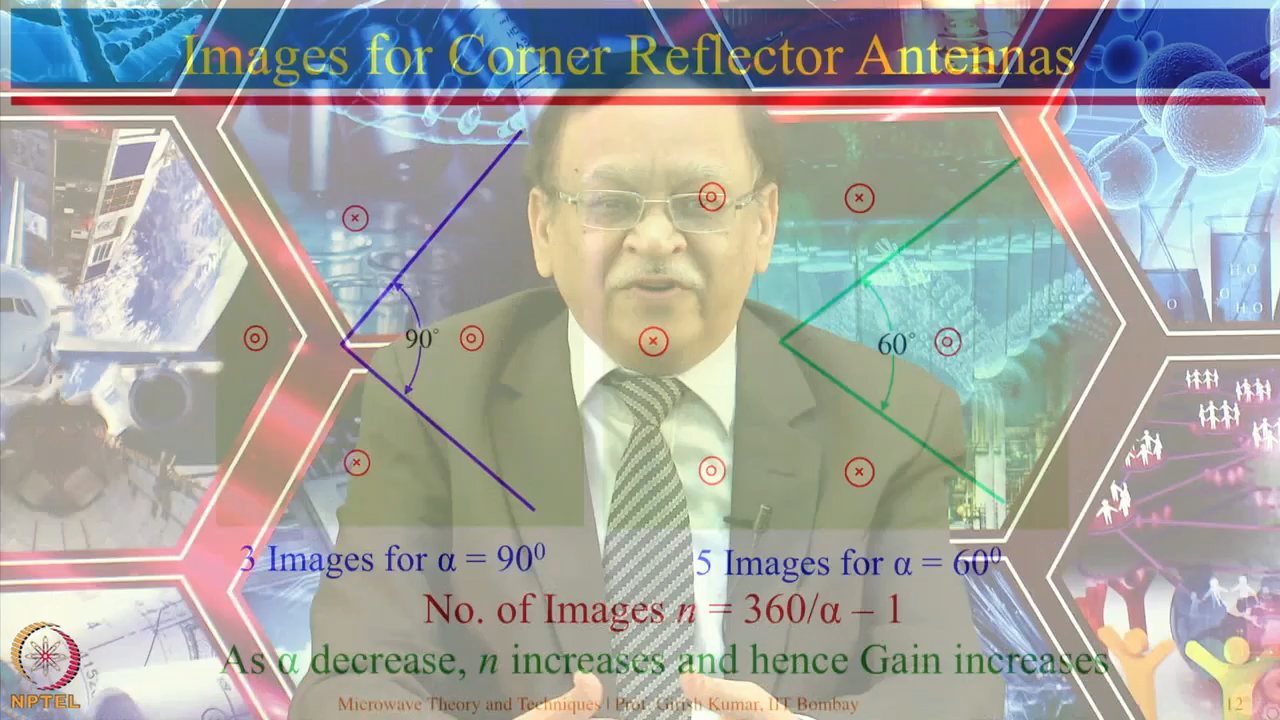 Images for Corner Reflector Antennas
90°
60°
3 Images for α = 90⁰
5 Images for α = 60⁰
No. of Images n = 360/α – 1
As α decrease, n increases and hence Gain increases
Microwave Theory and Techniques | Prof. Girish Kumar, IIT Bombay
12
NPTEL
H O
O
O
H O